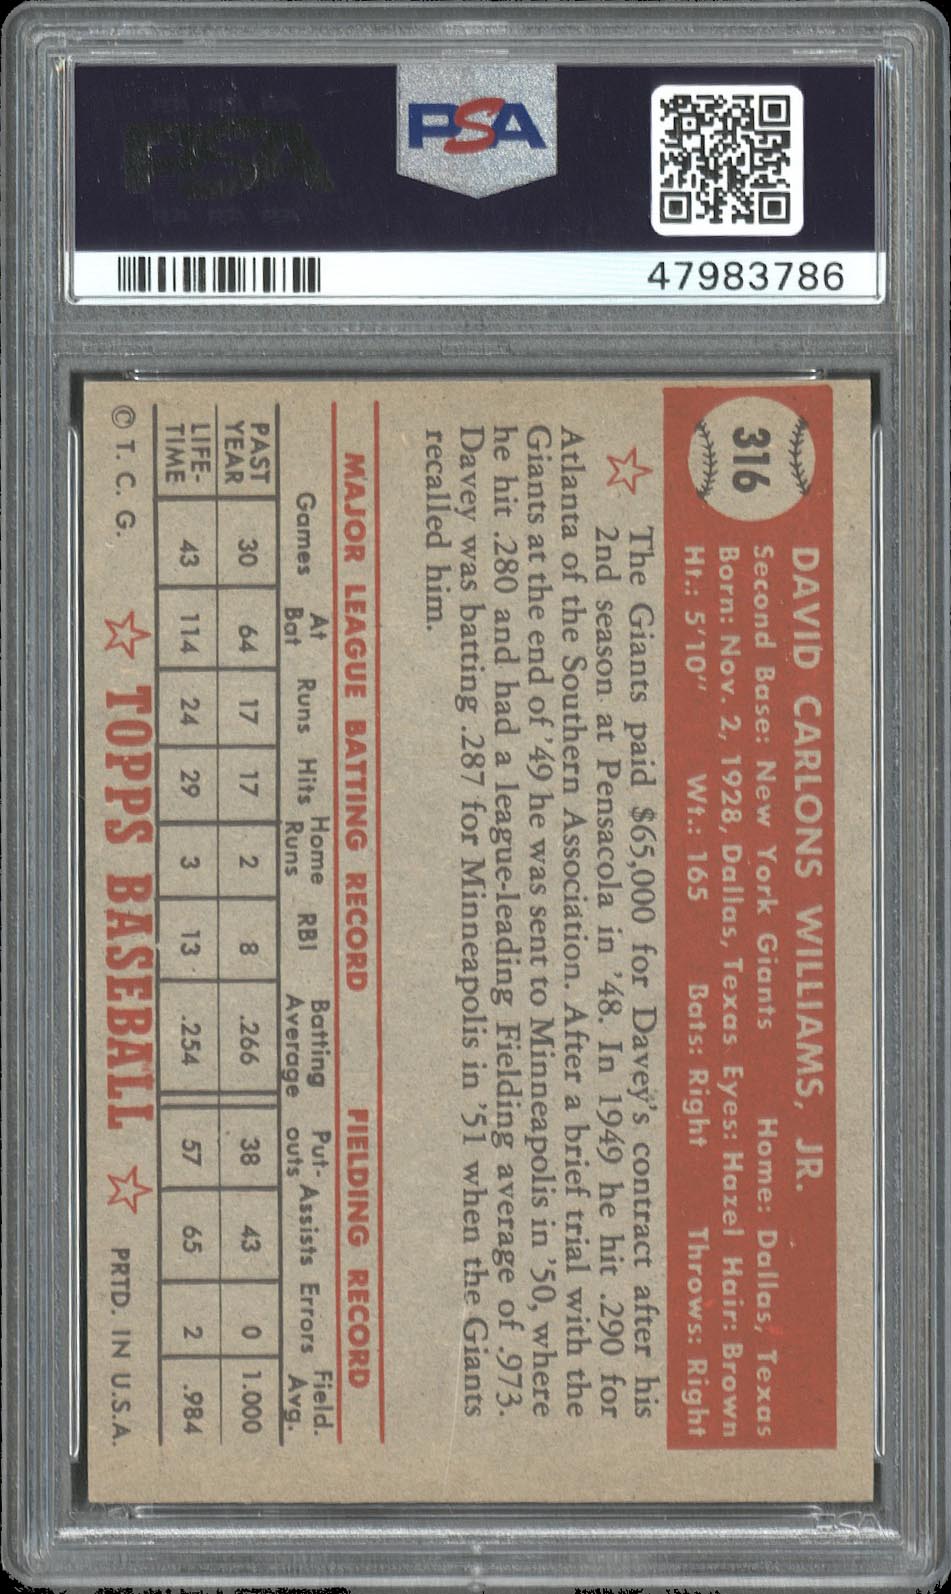 PSA
PSA
47983786
316
DAVID CARLONS WILLIAMS, JR.
Second Base: New York Giants Home: Dallas, Texas
Born: Nov. 2, 1928, Dallas, Texas Eyes: Hazel Hair: Brown
Ht.: 5'10" Wt.: 165 Bats: Right Throws: Right
The Giants paid $65,000 for Davey's contract after his
2nd season at Pensacola in '48. In 1949 he hit .290 for
Atlanta of the Southern Association. After a brief trial with the
Giants at the end of '49 he was sent to Minneapolis in '50, where
he hit .280 and had a league-leading Fielding average of .973.
Davey was batting .287 for Minneapolis in '51 when the Giants
recalled him.
MAJOR LEAGUE BATTING RECORD FIELDING RECORD
Games At Bat Runs Hits Home Runs RBI Batting Average Put-outs Assists Errors Field. Avg.
PAST YEAR 30 64 17 17 2 8 .266 38 43 0 1.000
LIFE-TIME 43 114 24 29 3 13 .254 57 65 2 .984
© T. C. G. TOPPS BASEBALL PRTD. IN U.S.A.
PSA